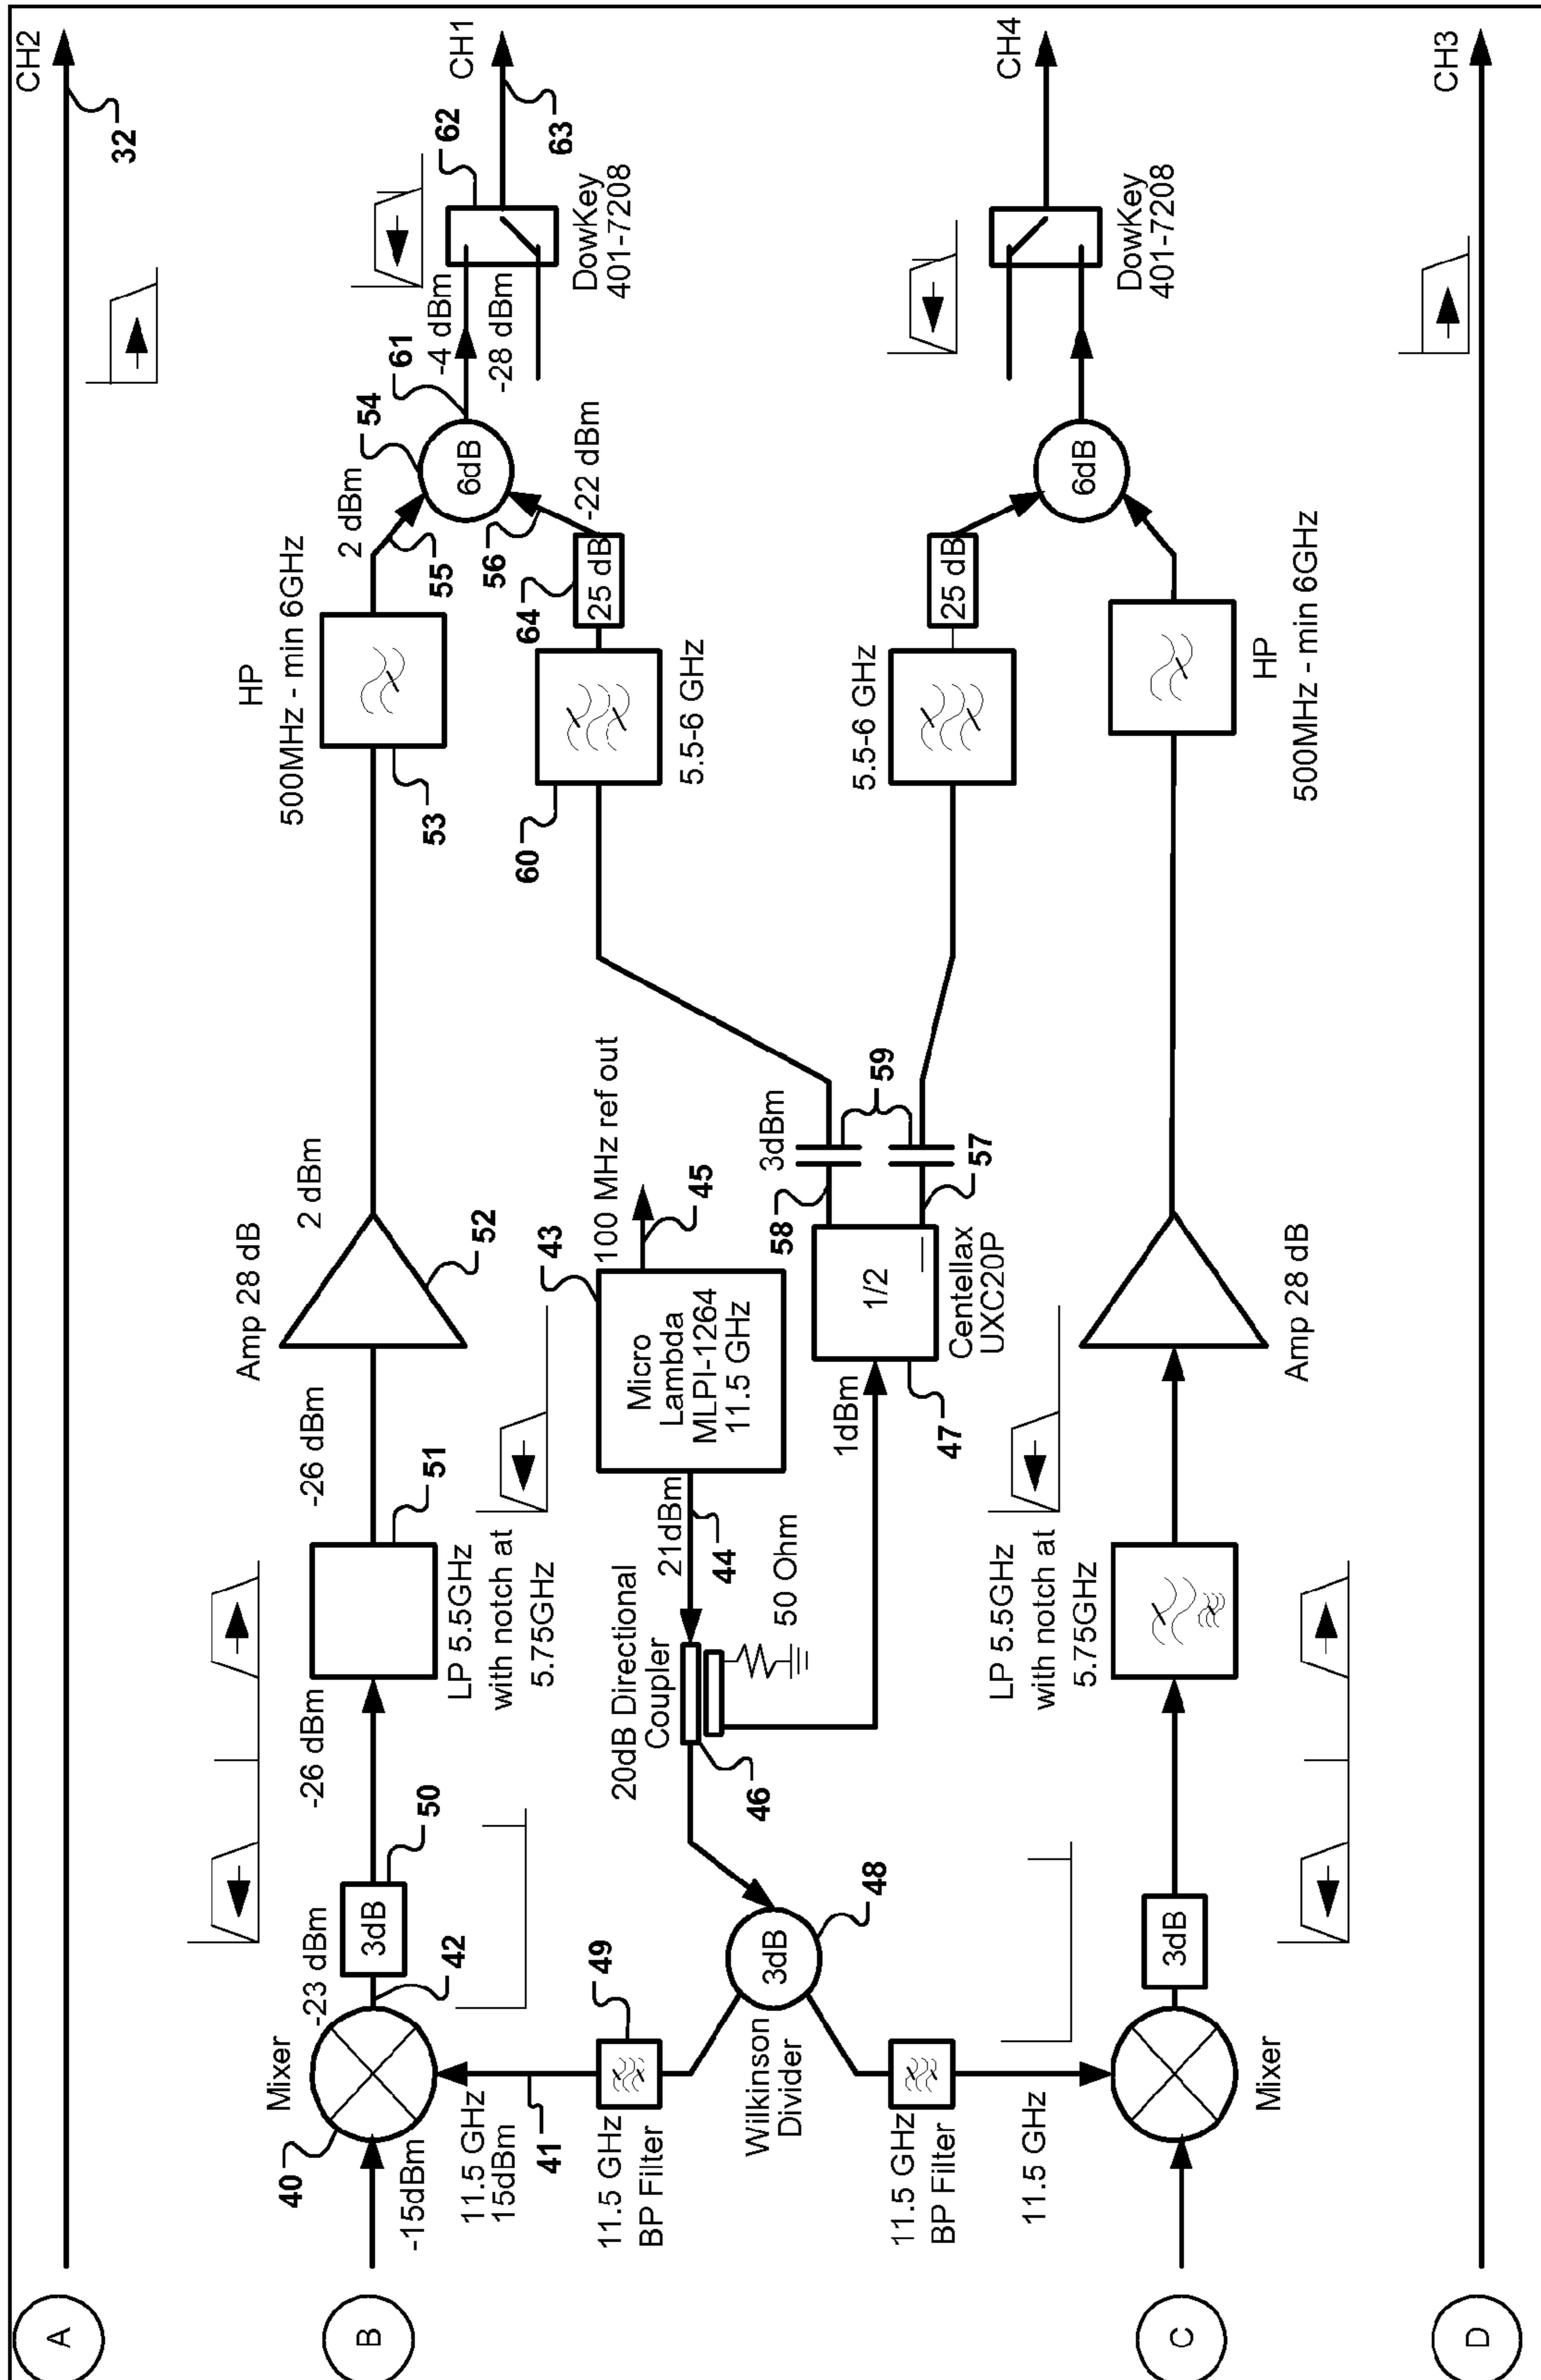 A
CH2
32
B
-15dBm
40
Mixer
-23 dBm
42
3dB
50
-26 dBm
LP 5.5GHz
with notch at
5.75GHz
51
-26 dBm
Amp 28 dB
52
2 dBm
HP
500MHz - min 6GHz
53
2 dBm
55
54
6dB
61
-4 dBm
-28 dBm
62
DowKey
401-7208
63
CH1
11.5 GHz
15dBm
41
11.5 GHz
BP Filter
49
Wilkinson
Divider
3dB
48
20dB Directional
Coupler
46
50 Ohm
21dBm
44
Micro
Lambda
MLPI-1264
11.5 GHz
43
100 MHz ref out
45
1dBm
47
1/2
Centellax
UXC20P
58
3dBm
57
59
60
5.5-6 GHz
64
25 dB
56
-22 dBm
11.5 GHz
BP Filter
11.5 GHz
5.5-6 GHz
25 dB
6dB
DowKey
401-7208
CH4
C
Mixer
3dB
LP 5.5GHz
with notch at
5.75GHz
Amp 28 dB
HP
500MHz - min 6GHz
D
CH3